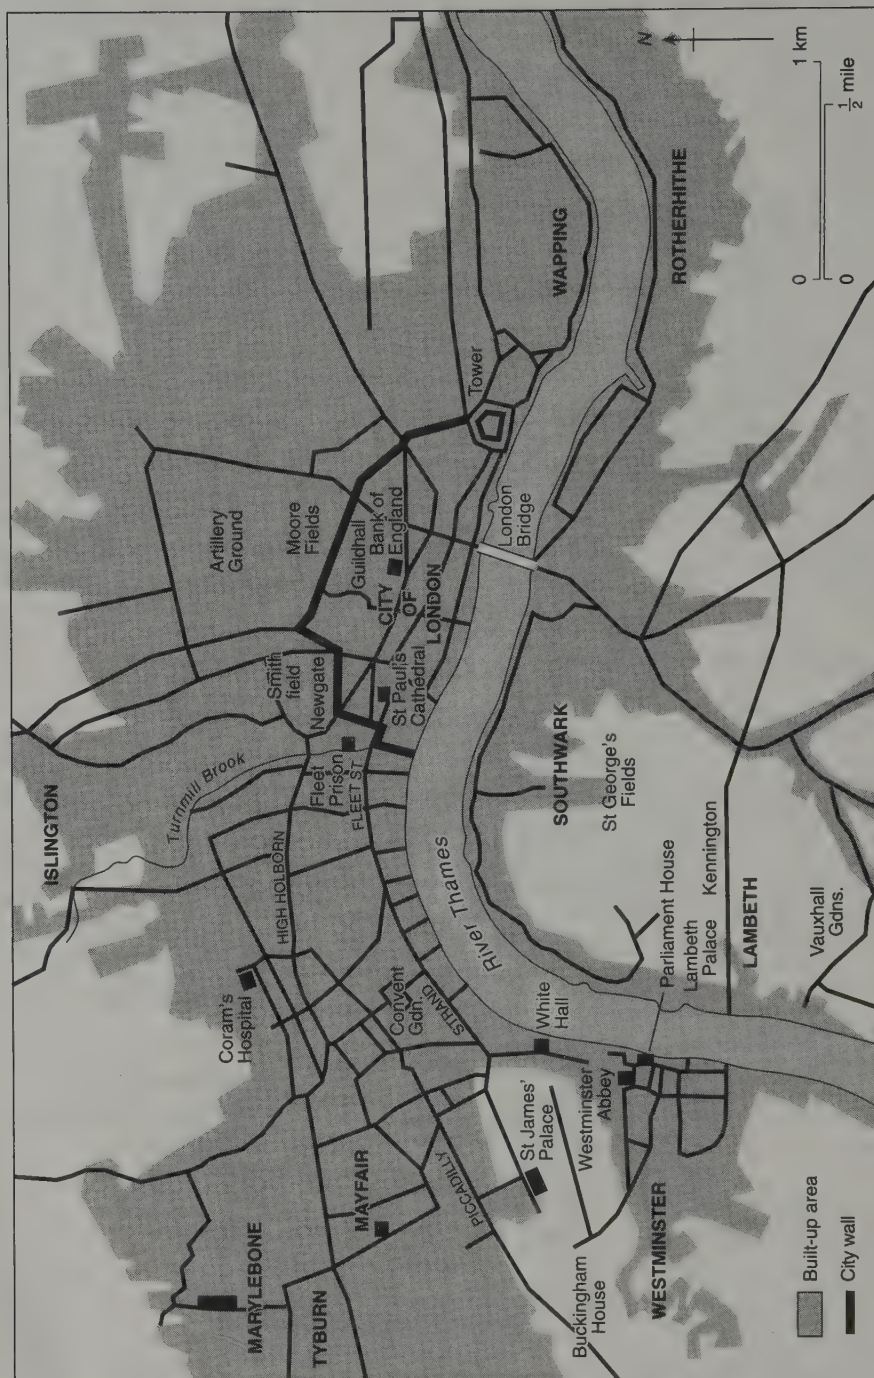 ISLINGTON
Turnmill Brook
Artillery
Ground
Moore
Fields
Smith
field
Newgate
Guildhall
Bank of
England
CITY
OF
LONDON
St Paul's
Cathedral
Fleet
Prison
FLEET ST
HIGH HOLBORN
Coram's
Hospital
Convent
Gdn.
STRAND
MARYLEBONE
TYBURN
MAYFAIR
PICCADILLY
St James'
Palace
White
Hall
Buckingham
House
Westminster
Abbey
WESTMINSTER
River Thames
London
Bridge
Tower
WAPPING
ROTHERHITHE
SOUTHWARK
St George's
Fields
Parliament House
Lambeth
Palace
Kennington
LAMBETH
Vauxhall
Gdns.
N
0
1 km
0
½ mile
Built-up area
City wall